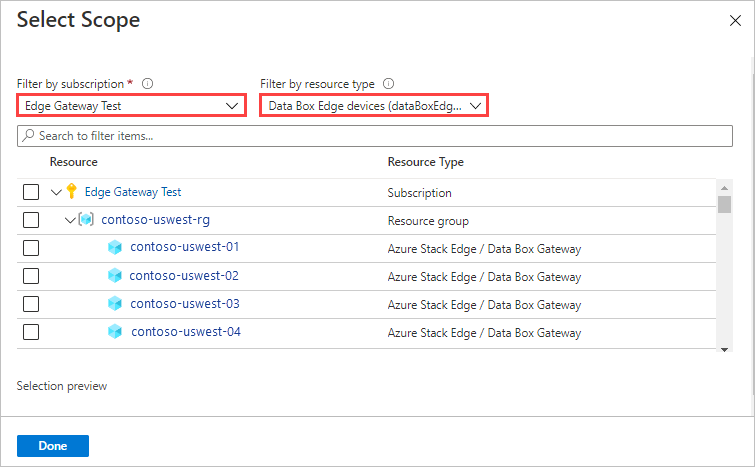 Select Scope
Filter by subscription * Filter by resource type
Edge Gateway Test Data Box Edge devices (dataBoxEdg...
Search to filter items...
Resource Resource Type
Edge Gateway Test Subscription
contoso-uswest-rg Resource group
contoso-uswest-01 Azure Stack Edge / Data Box Gateway
contoso-uswest-02 Azure Stack Edge / Data Box Gateway
contoso-uswest-03 Azure Stack Edge / Data Box Gateway
contoso-uswest-04 Azure Stack Edge / Data Box Gateway
Selection preview
Done